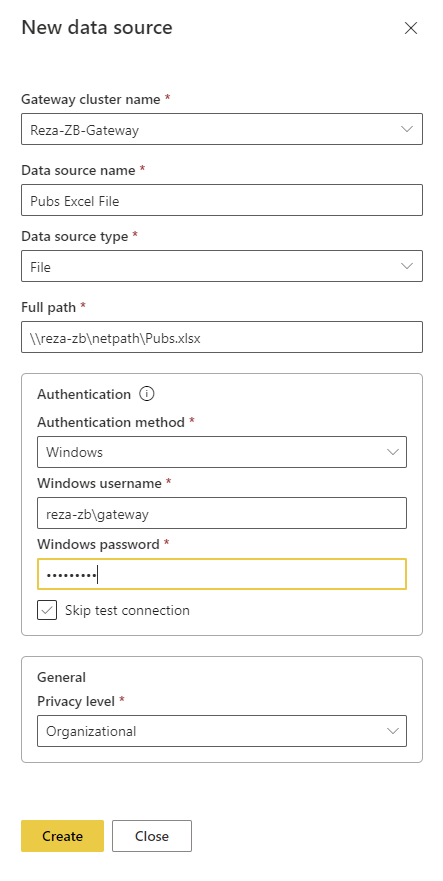 New data source
Gateway cluster name *
Reza-ZB-Gateway
Data source name *
Pubs Excel File
Data source type *
File
Full path *
\\reza-zb\netpath\Pubs.xlsx
Authentication
Authentication method *
Windows
Windows username *
reza-zb\gateway
Windows password *
•••••••••
Skip test connection
General
Privacy level *
Organizational
Create Close